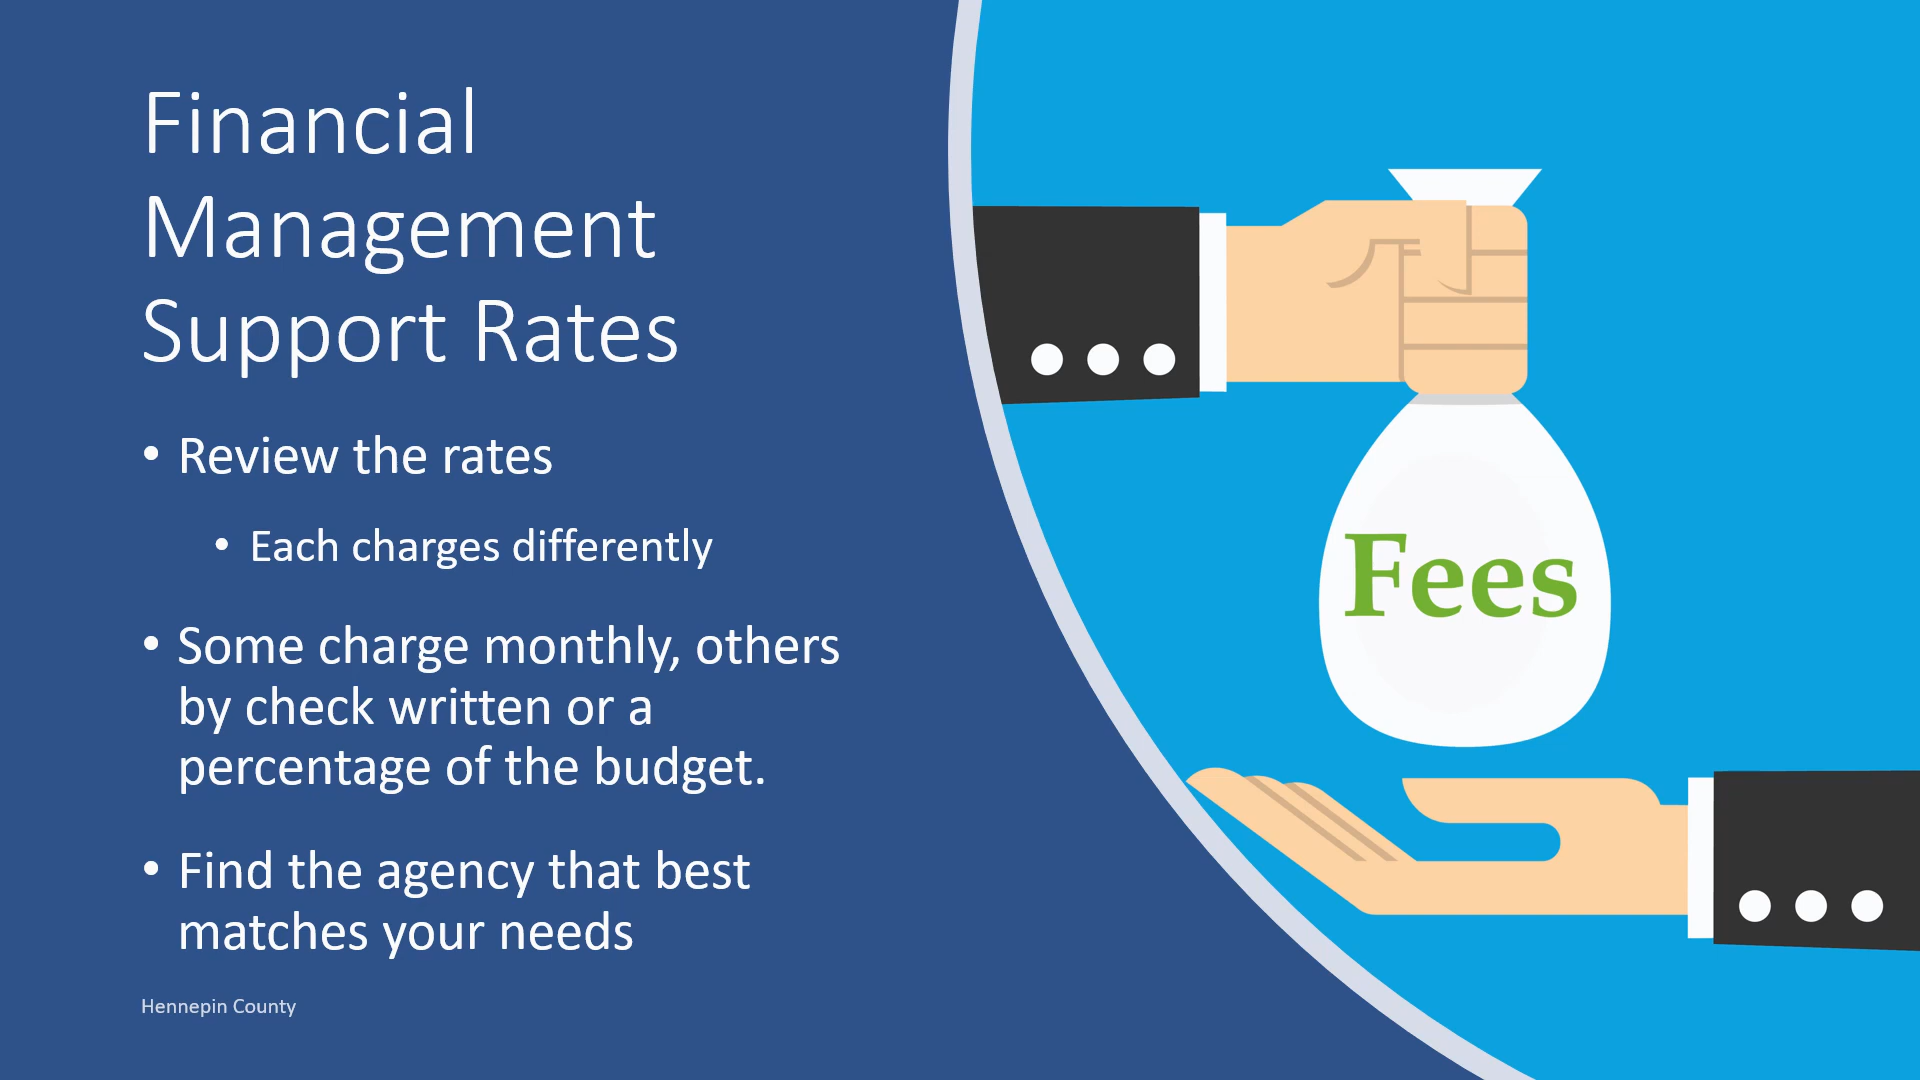 Financial
Management
Support Rates
• Review the rates
• Each charges differently
• Some charge monthly, others
by check written or a
percentage of the budget.
• Find the agency that best
matches your needs
Hennepin County
Fees